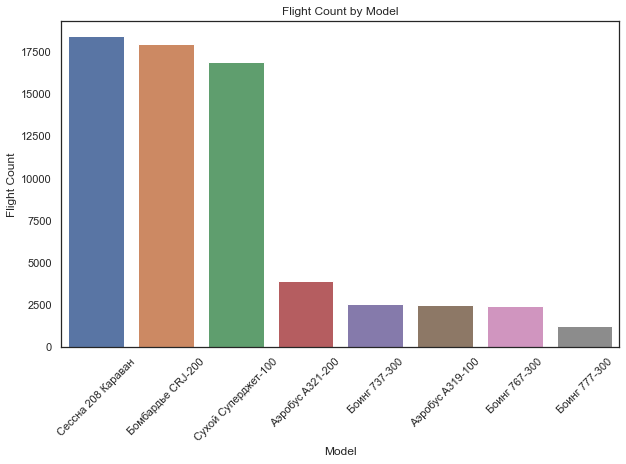 Flight Count by Model
Flight Count
17500
15000
12500
10000
7500
5000
2500
0
Сессна 208 Караван
Бомбардье CRJ-200
Сухой Суперджет-100
Аэробус A321-200
Боинг 737-300
Аэробус A319-100
Боинг 767-300
Боинг 777-300
Model